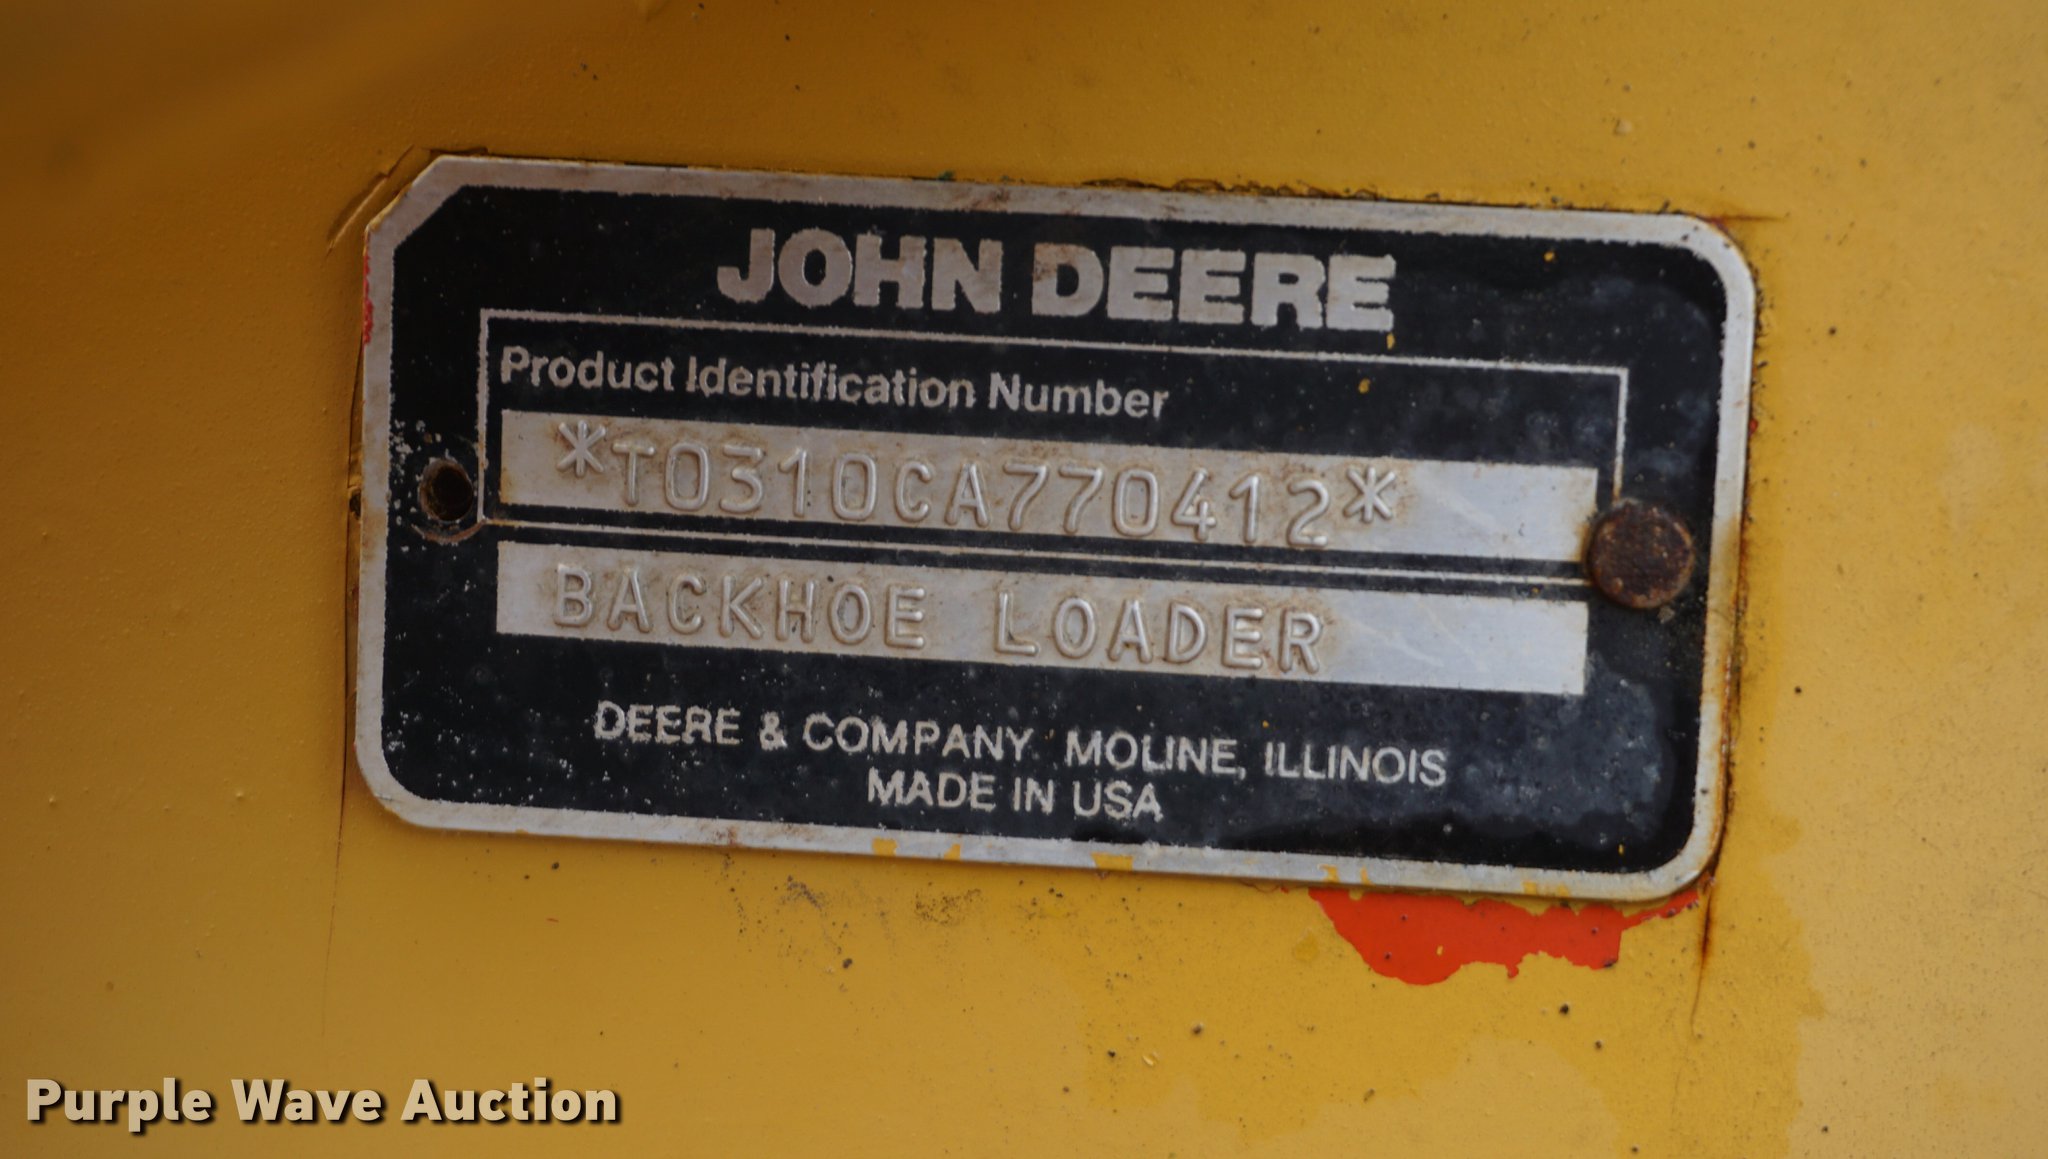 JOHN DEERE
Product Identification Number
*T0310CA770412*
BACKHOE LOADER
DEERE & COMPANY MOLINE, ILLINOIS
MADE IN USA
Purple Wave Auction